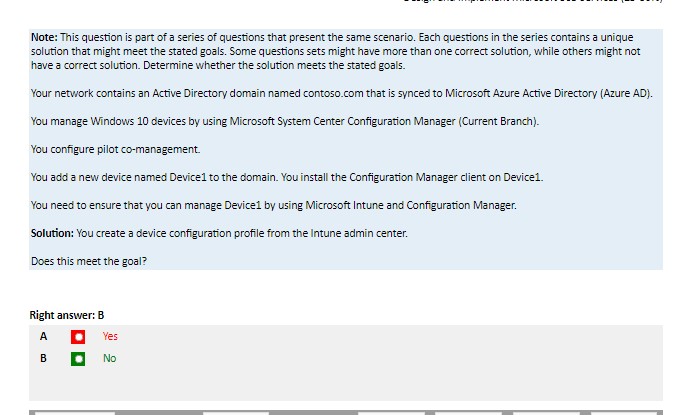 Note: This question is part of a series of questions that present the same scenario. Each questions in the series contains a unique
solution that might meet the stated goals. Some questions sets might have more than one correct solution, while others might not
have a correct solution. Determine whether the solution meets the stated goals.
Your network contains an Active Directory domain named contoso.com that is synced to Microsoft Azure Active Directory (Azure AD).
You manage Windows 10 devices by using Microsoft System Center Configuration Manager (Current Branch).
You configure pilot co-management.
You add a new device named Device1 to the domain. You install the Configuration Manager client on Device1.
You need to ensure that you can manage Device1 by using Microsoft Intune and Configuration Manager.
Solution: You create a device configuration profile from the Intune admin center.
Does this meet the goal?
Right answer: B
A Yes
B No